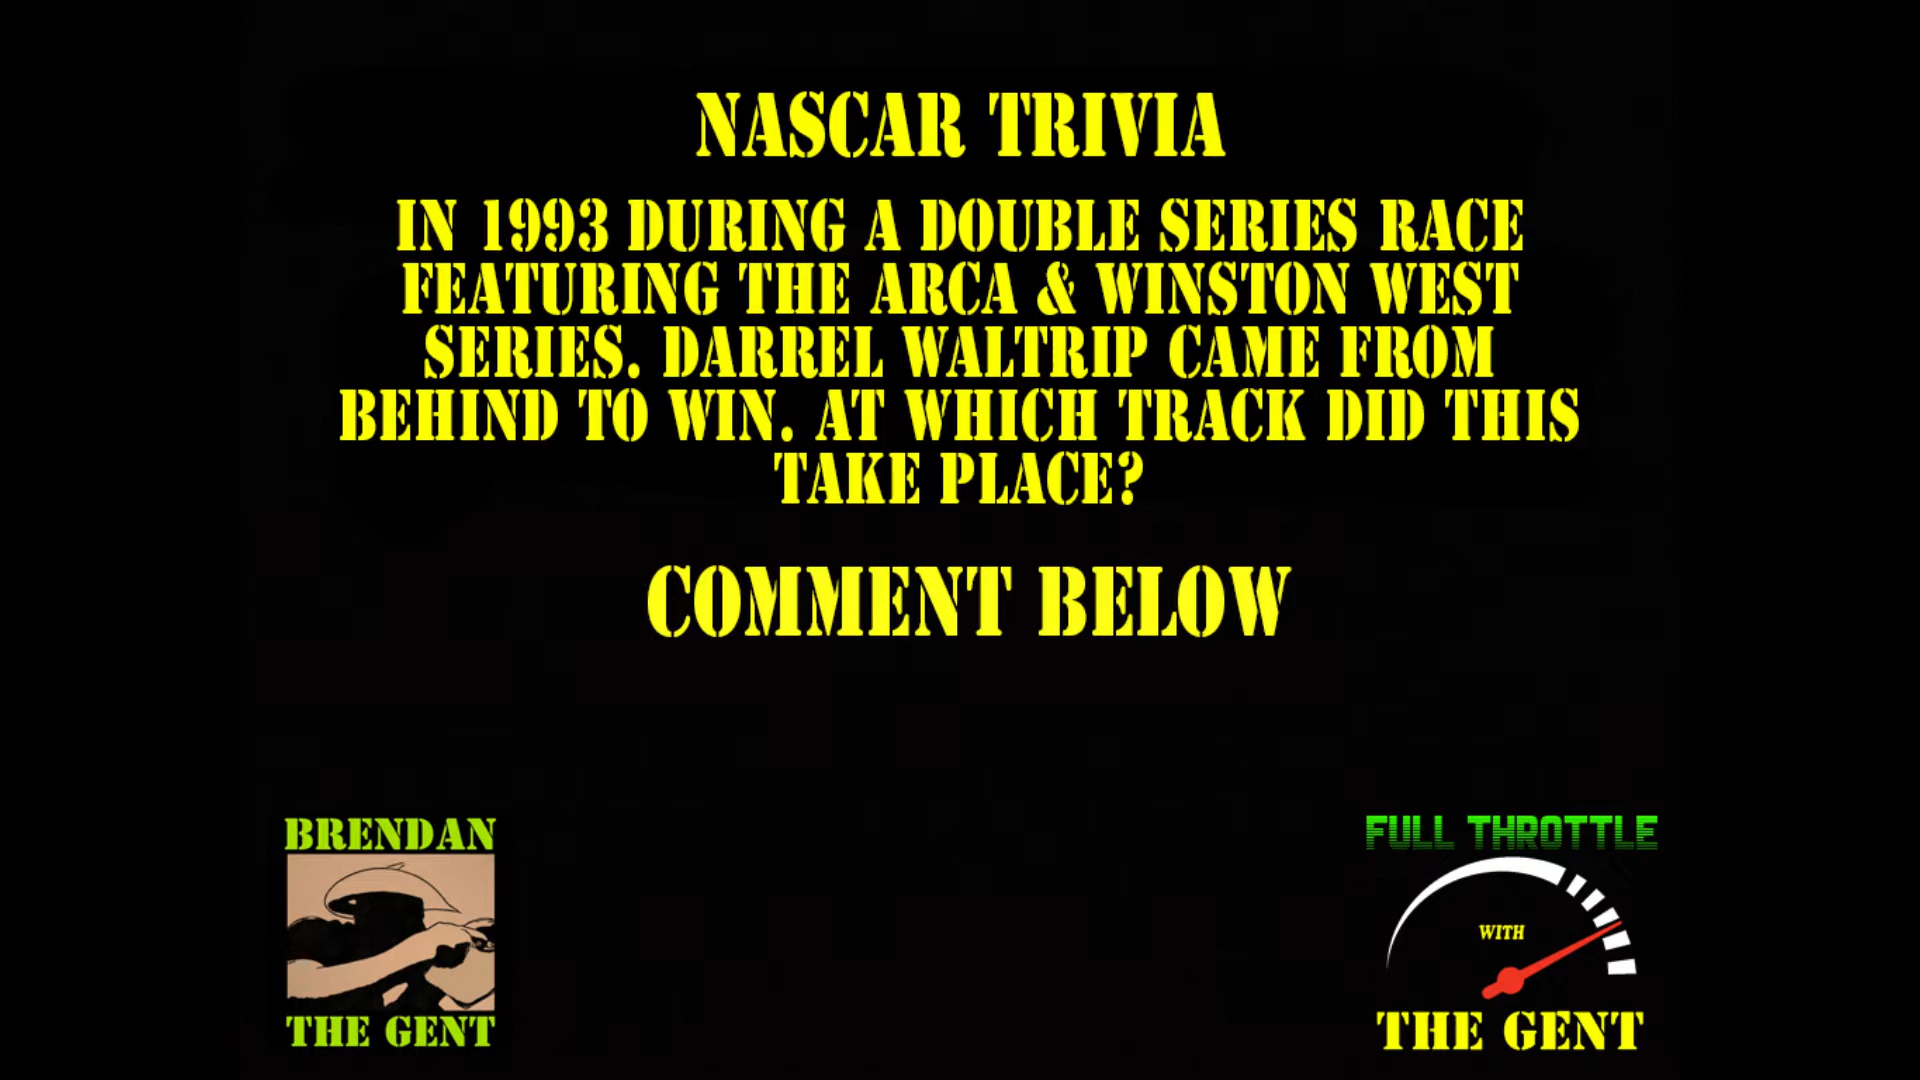 NASCAR TRIVIA
IN 1993 DURING A DOUBLE SERIES RACE
FEATURING THE ARCA & WINSTON WEST
SERIES. DARREL WALTRIP CAME FROM
BEHIND TO WIN. AT WHICH TRACK DID THIS
TAKE PLACE?
COMMENT BELOW
BRENDAN
THE GENT
FULL THROTTLE
WITH
THE GENT